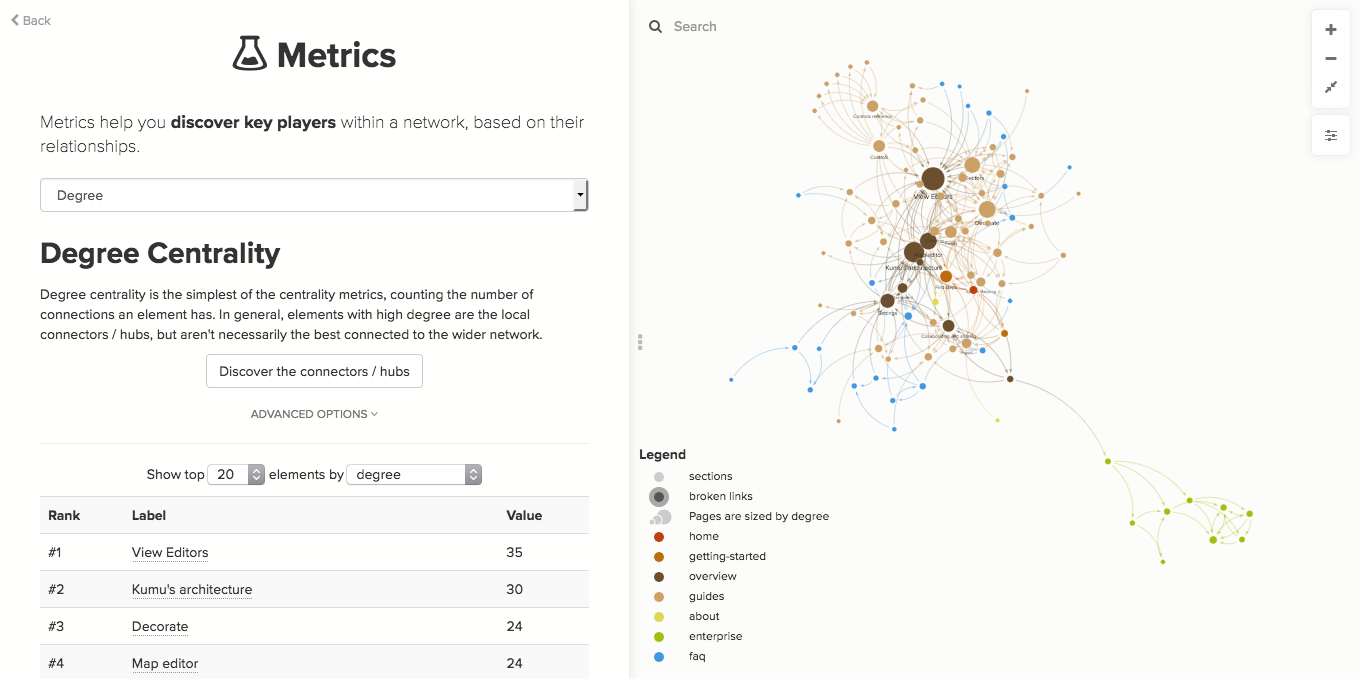 Back
Metrics
Metrics help you discover key players within a network, based on their
relationships.
Degree
Degree Centrality
Degree centrality is the simplest of the centrality metrics, counting the number of
connections an element has. In general, elements with high degree are the local
connectors / hubs, but aren't necessarily the best connected to the wider network.
Discover the connectors / hubs
ADVANCED OPTIONS
Show top 20 elements by degree
Rank Label Value
#1 View Editors 35
#2 Kumu's architecture 30
#3 Decorate 24
#4 Map editor 24
Search
Controls reference
Controls
View Editors
Decorate
Kumu's architecture
Settings
Legend
sections
broken links
Pages are sized by degree
home
getting-started
overview
guides
about
enterprise
faq